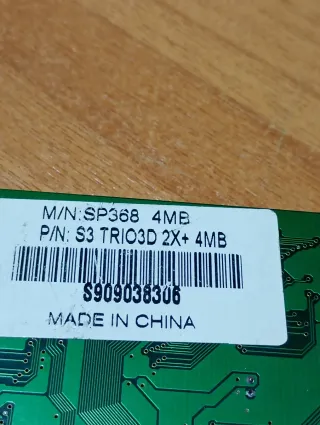 M/N:SP368 4MB
P/N: S3 TRIO3D 2X+ 4MB
S909038306
MADE IN CHINA